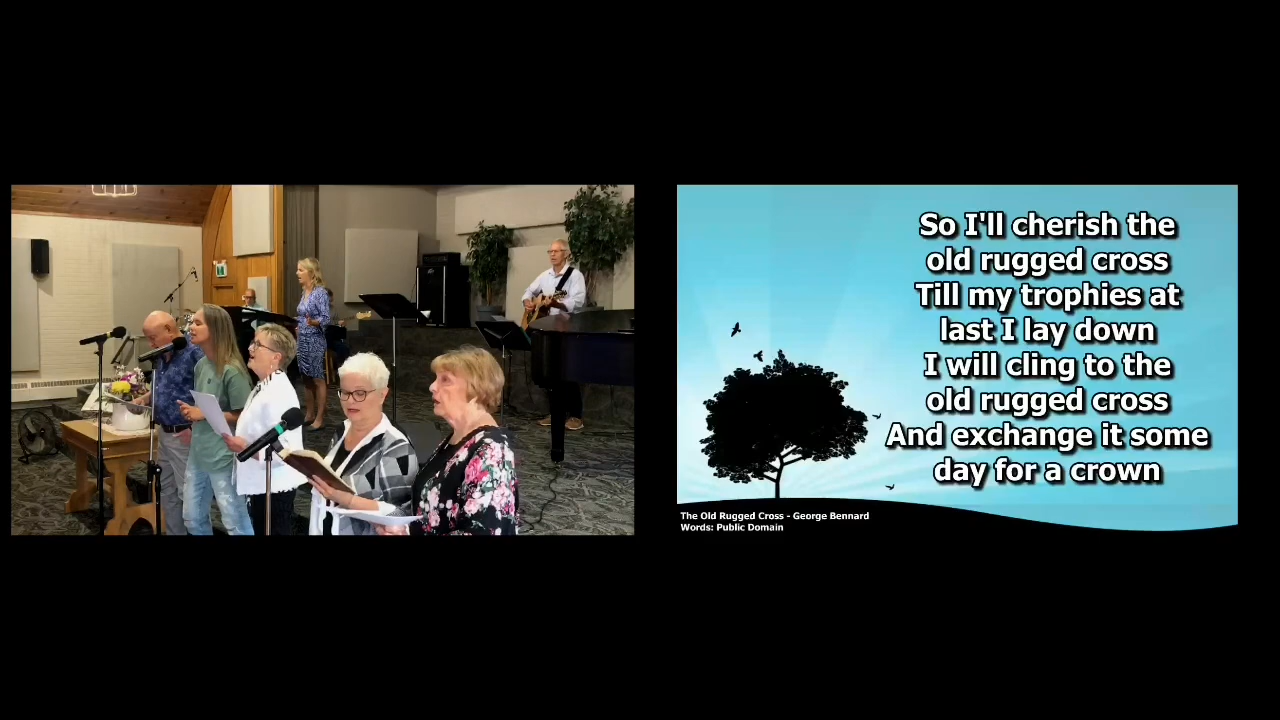 So I'll cherish the
old rugged cross
Till my trophies at
last I lay down
I will cling to the
old rugged cross
And exchange it some
day for a crown
The Old Rugged Cross - George Bennard
Words: Public Domain